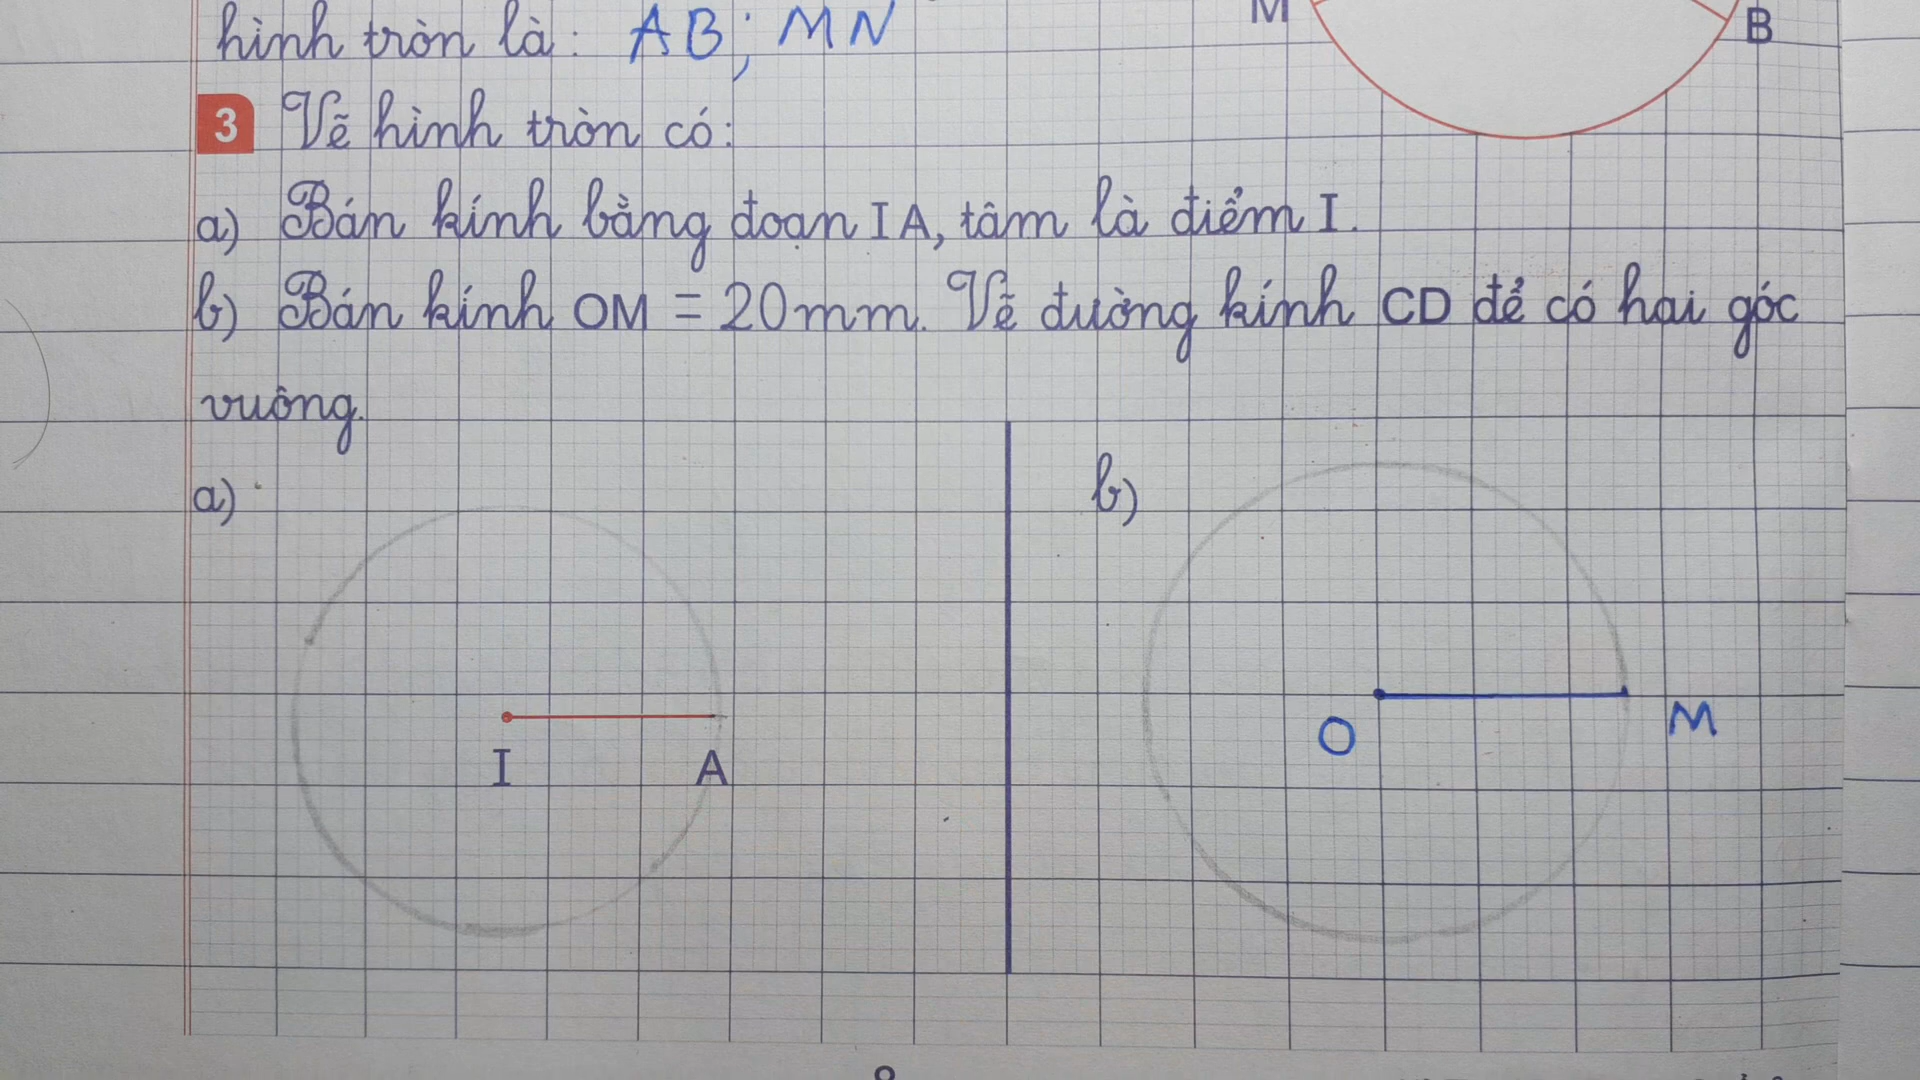 hình tròn là: AB; MN
M
B
3 Vẽ hình tròn có:
a) Bán kính bằng đoạn IA, tâm là điểm I.
b) Bán kính OM = 20mm. Vẽ đường kính CD để có hai góc
vuông.
a)
b)
I
A
O
M